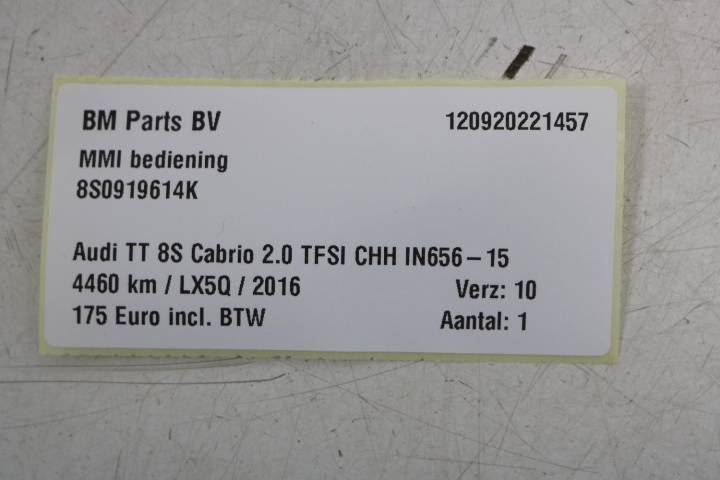 BM Parts BV 120920221457
MMI bediening
8S0919614K
Audi TT 8S Cabrio 2.0 TFSI CHH IN656-15
4460 km / LX5Q / 2016 Verz: 10
175 Euro incl. BTW Aantal: 1